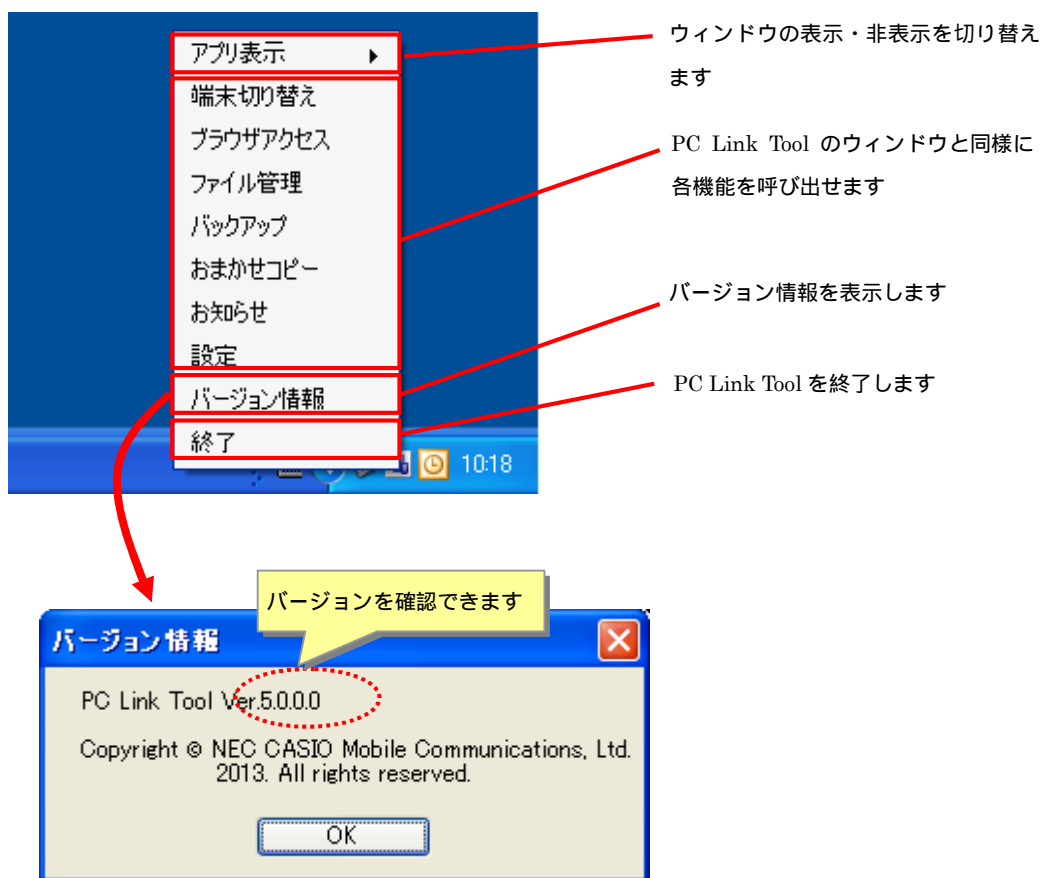 アプリ表示
端末切り替え
ブラウザアクセス
ファイル管理
バックアップ
おまかせコピー
お知らせ
設定
バージョン情報
終了
10:18
ウィンドウの表示・非表示を切り替え
ます
PC Link Tool のウィンドウと同様に
各機能を呼び出せます
バージョン情報を表示します
PC Link Tool を終了します
バージョンを確認できます
バージョン情報
PC Link Tool Ver.5.0.0.0
Copyright © NEC CASIO Mobile Communications, Ltd.
2013. All rights reserved.
OK